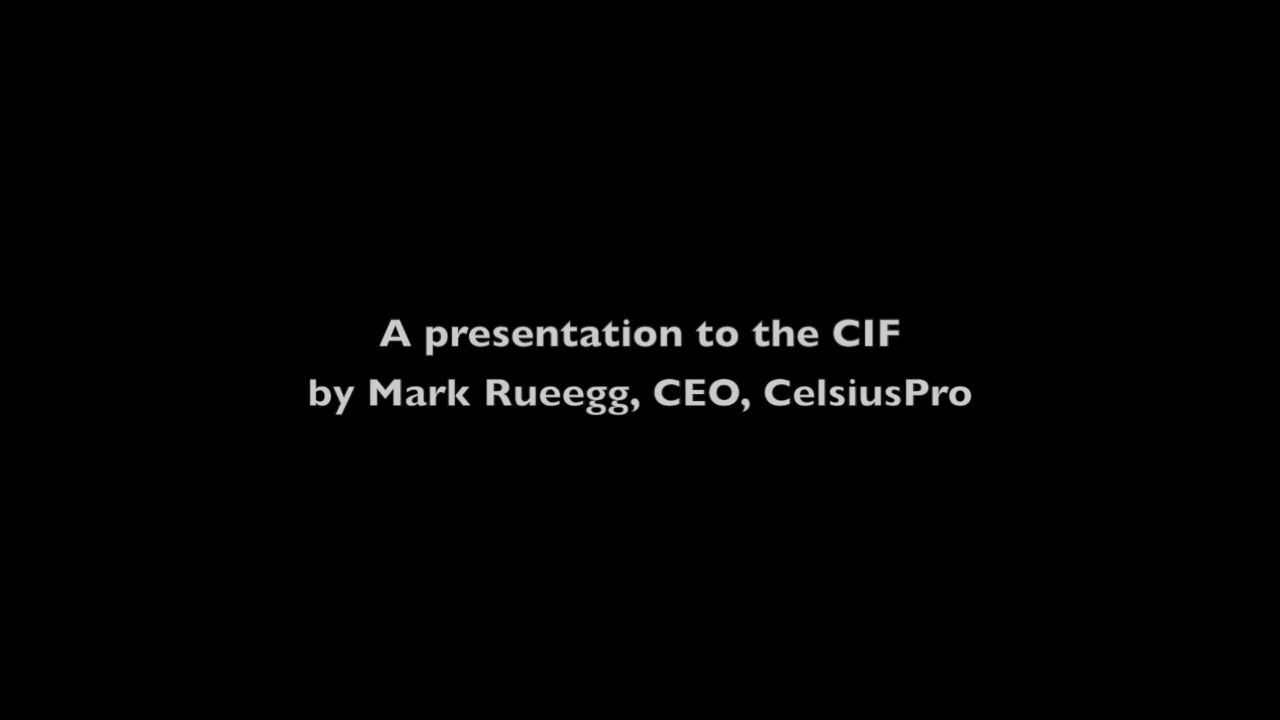 A presentation to the CIF
by Mark Rueegg, CEO, CelsiusPro